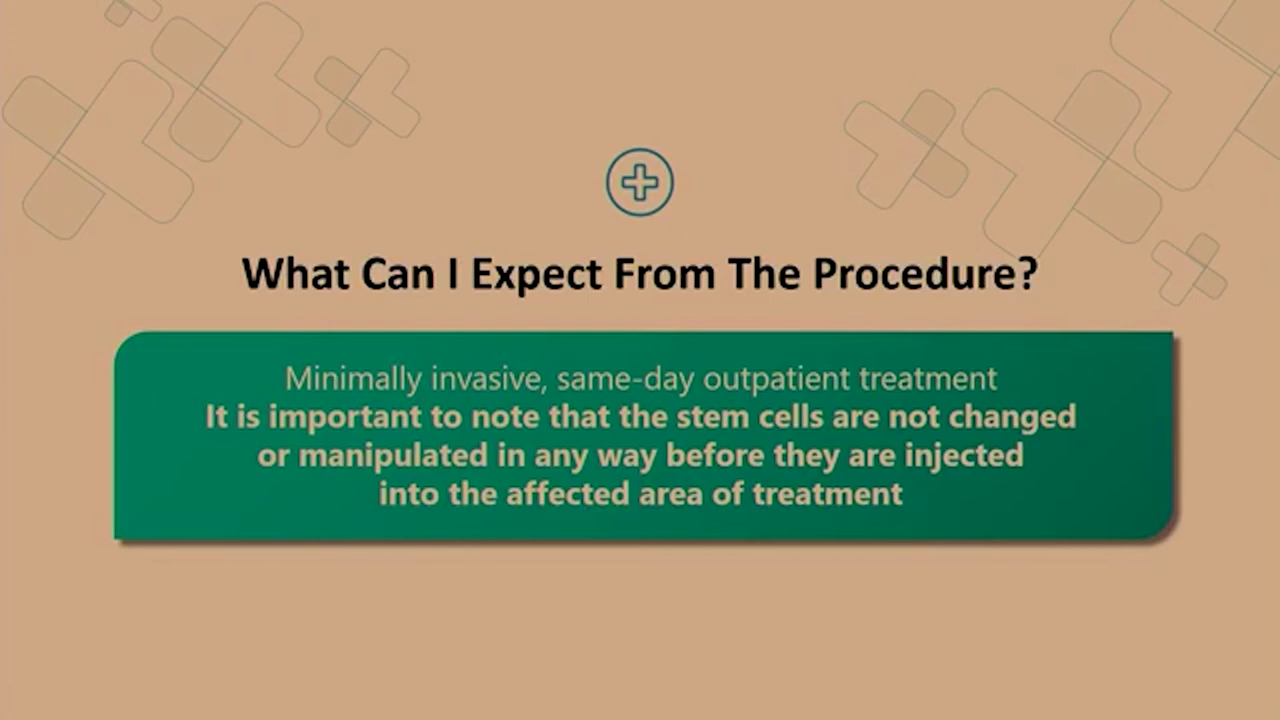 What Can I Expect From The Procedure?
Minimally invasive, same-day outpatient treatment
It is important to note that the stem cells are not changed
or manipulated in any way before they are injected
into the affected area of treatment